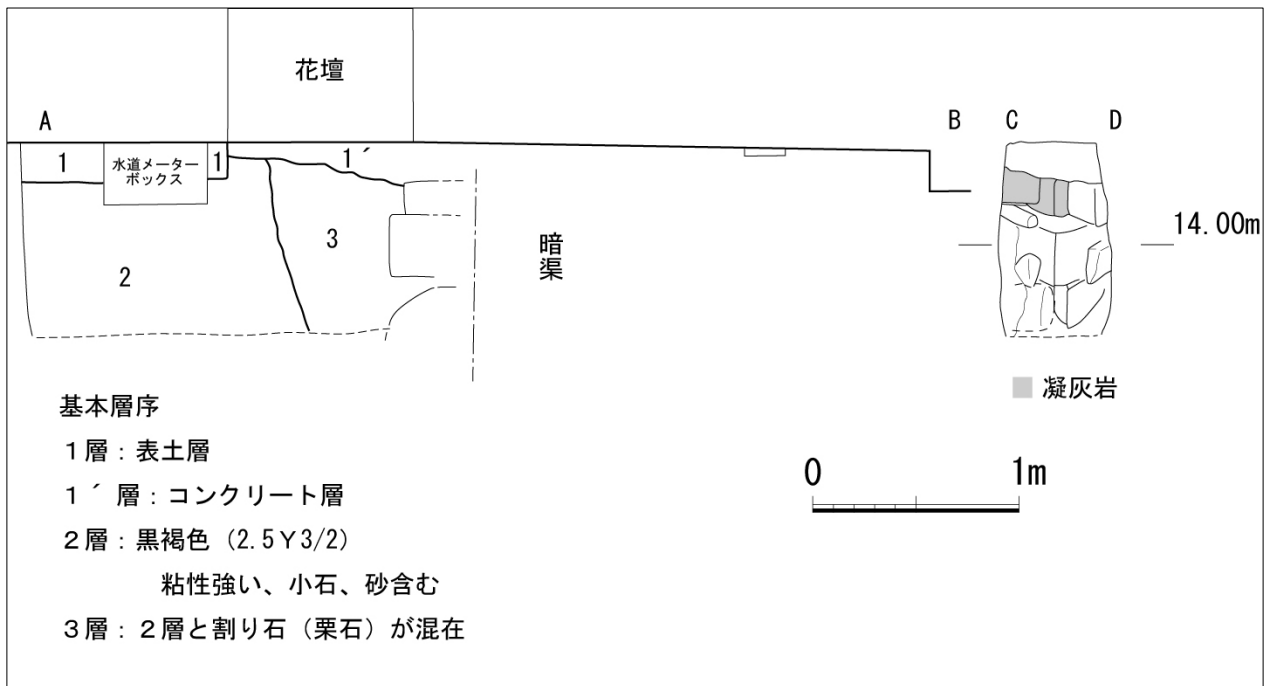 花壇
A
B
C
D
1
水道メーター
ボックス
1
1´
2
3
暗渠
14.00m
凝灰岩
基本層序
1層：表土層
1´層：コンクリート層
2層：黒褐色（2.5Y3/2）
粘性強い、小石、砂含む
3層：2層と割り石（栗石）が混在
0
1m